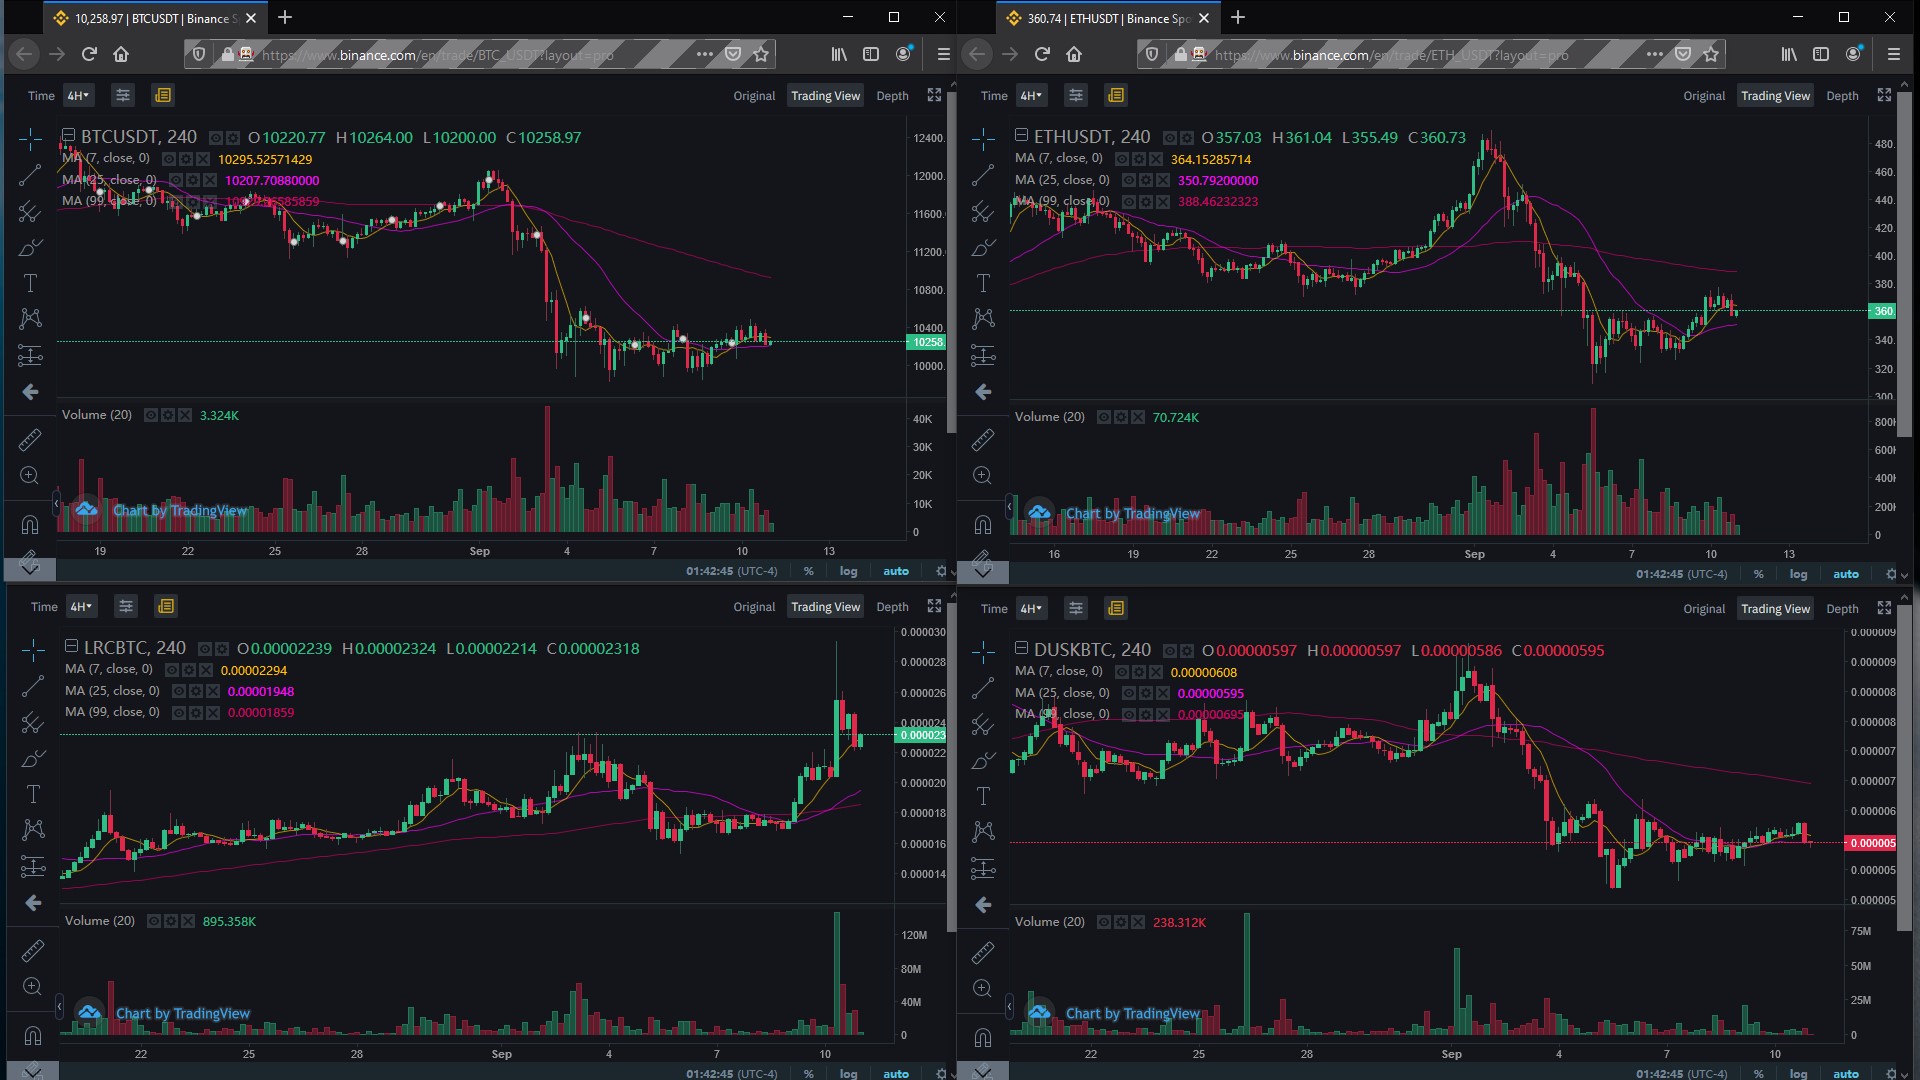 10,258.97 | BTCUSDT | Binance S
https://www.binance.com/en/trade/BTC_USDT?layout=pro
Time 4H Original Trading View Depth
BTCUSDT, 240 O10220.77 H10264.00 L10200.00 C10258.97
MA (7, close, 0) 10295.52571429
MA (25, close, 0) 10207.70880000
MA (99, close, 0)
12400.
12000.
11600.
11200.
10800.
10400.
10258.
10000.
Volume (20) 3.324K
40K
30K
20K
10K
0
Chart by TradingView
19 22 25 28 Sep 4 7 10 13
01:42:45 (UTC-4) % log auto
360.74 | ETHUSDT | Binance Spo
https://www.binance.com/en/trade/ETH_USDT?layout=pro
Time 4H Original Trading View Depth
ETHUSDT, 240 O357.03 H361.04 L355.49 C360.73
MA (7, close, 0) 364.15285714
MA (25, close, 0) 350.79200000
MA (99, close, 0) 388.46232323
480.
460.
440.
420.
400.
380.
360.
340.
320.
300.
Volume (20) 70.724K
800K
600K
400K
200K
0
Chart by TradingView
16 19 22 25 28 Sep 4 7 10 13
01:42:45 (UTC-4) % log auto
Time 4H Original Trading View Depth
LRCBTC, 240 O0.00002239 H0.00002324 L0.00002214 C0.00002318
MA (7, close, 0) 0.00002294
MA (25, close, 0) 0.00001948
MA (99, close, 0) 0.00001859
0.000030
0.000028
0.000026
0.000024
0.000023
0.000022
0.000020
0.000018
0.000016
0.000014
Volume (20) 895.358K
120M
80M
40M
0
Chart by TradingView
22 25 28 Sep 4 7 10
01:42:45 (UTC-4) % log auto
Time 4H Original Trading View Depth
DUSKBTC, 240 O0.00000597 H0.00000597 L0.00000586 C0.00000595
MA (7, close, 0) 0.00000608
MA (25, close, 0) 0.00000595
MA (99, close, 0) 0.00000695
0.000009
0.000009
0.000008
0.000008
0.000007
0.000007
0.000006
0.000005
0.000005
0.000005
Volume (20) 238.312K
75M
50M
25M
0
Chart by TradingView
22 25 28 Sep 4 7 10
01:42:45 (UTC-4) % log auto